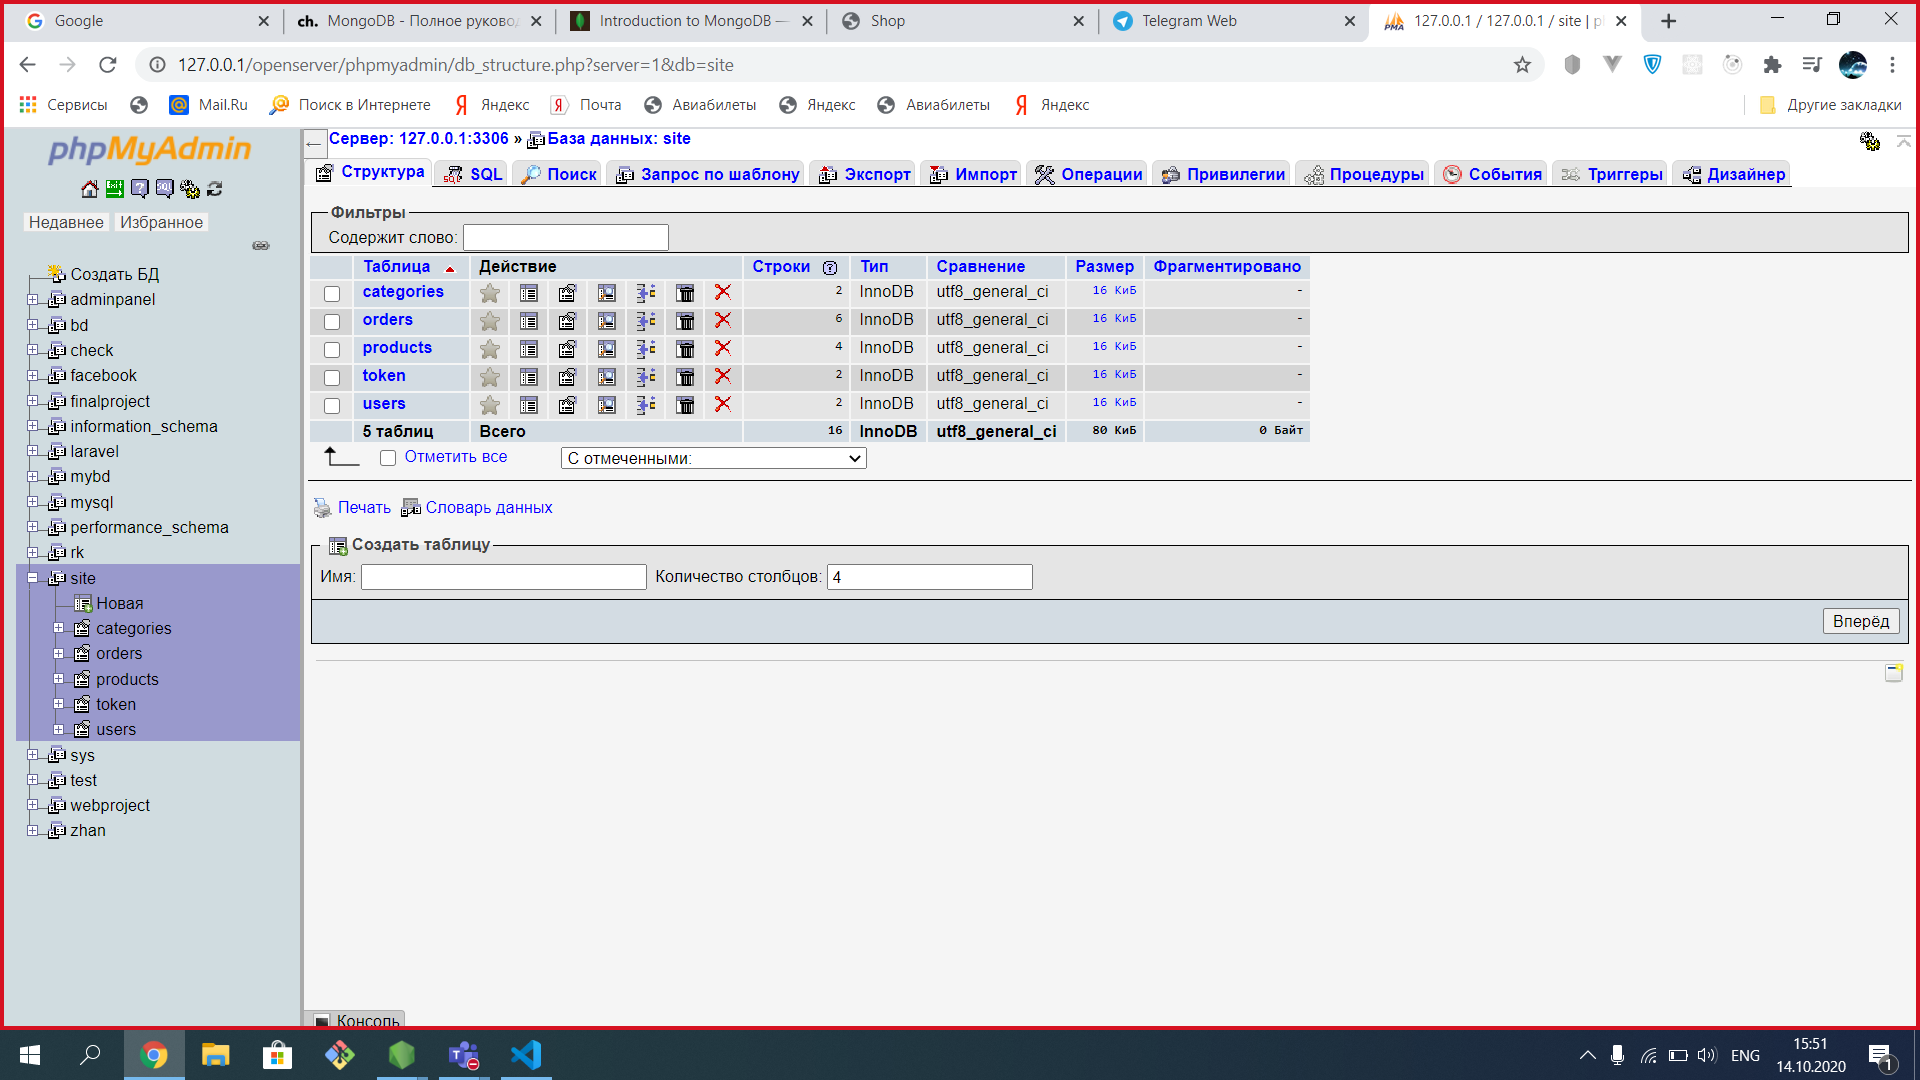 Google
ch. MongoDB - Полное руковод
Introduction to MongoDB —
Shop
Telegram Web
127.0.0.1 / 127.0.0.1 / site | p
127.0.0.1/openserver/phpmyadmin/db_structure.php?server=1&db=site
Сервисы
Mail.Ru
Поиск в Интернете
Яндекс
Почта
Авиабилеты
Яндекс
Авиабилеты
Яндекс
Другие закладки
phpMyAdmin
Недавнее Избранное
Создать БД
adminpanel
bd
check
facebook
finalproject
information_schema
laravel
mybd
mysql
performance_schema
rk
site
Новая
categories
orders
products
token
users
sys
test
webproject
zhan
Сервер: 127.0.0.1:3306 » База данных: site
Структура SQL Поиск Запрос по шаблону Экспорт Импорт Операции Привилегии Процедуры События Триггеры Дизайнер
Фильтры
Содержит слово:
Таблица Действие Строки Тип Сравнение Размер Фрагментировано
categories 2 InnoDB utf8_general_ci 16 КиБ -
orders 6 InnoDB utf8_general_ci 16 КиБ -
products 4 InnoDB utf8_general_ci 16 КиБ -
token 2 InnoDB utf8_general_ci 16 КиБ -
users 2 InnoDB utf8_general_ci 16 КиБ -
5 таблиц Всего 16 InnoDB utf8_general_ci 80 КиБ 0 Байт
Отметить все С отмеченными:
Печать Словарь данных
Создать таблицу
Имя: Количество столбцов: 4
Вперёд
Консоль
ENG
15:51
14.10.2020
1